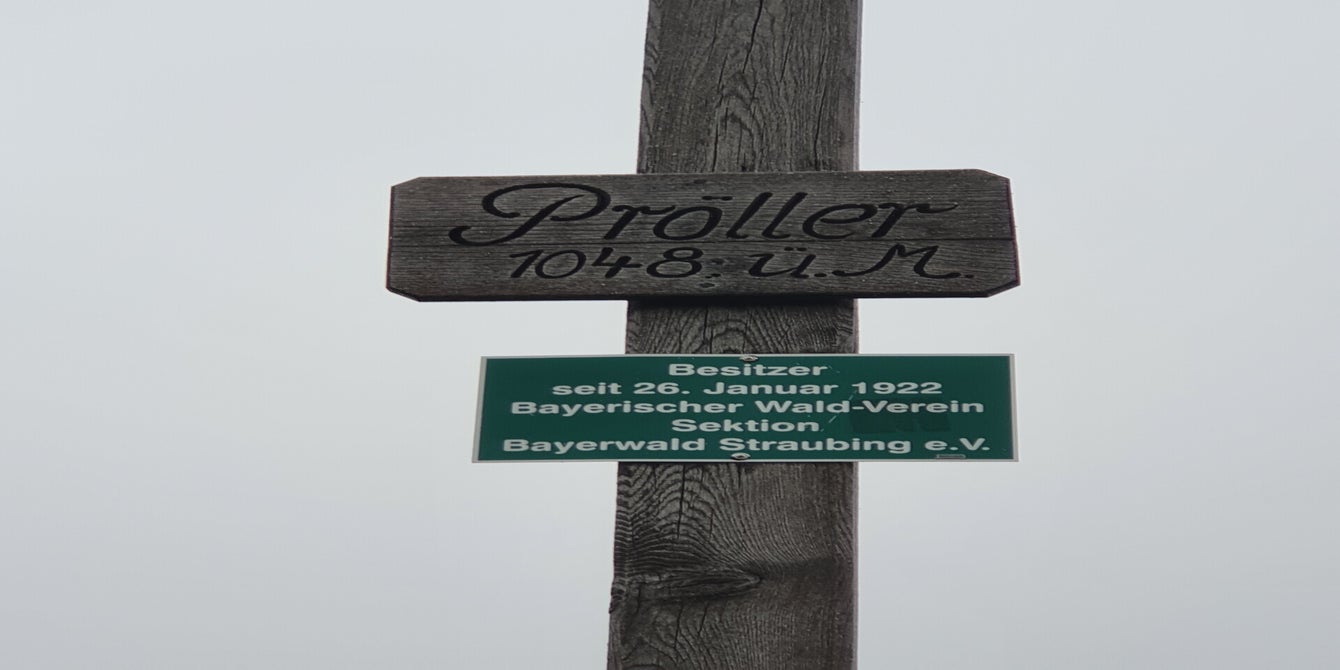 Pröller
1048. ü. M.
Besitzer
seit 26. Januar 1922
Bayerischer Wald-Verein
Sektion
Bayerwald Straubing e.V.